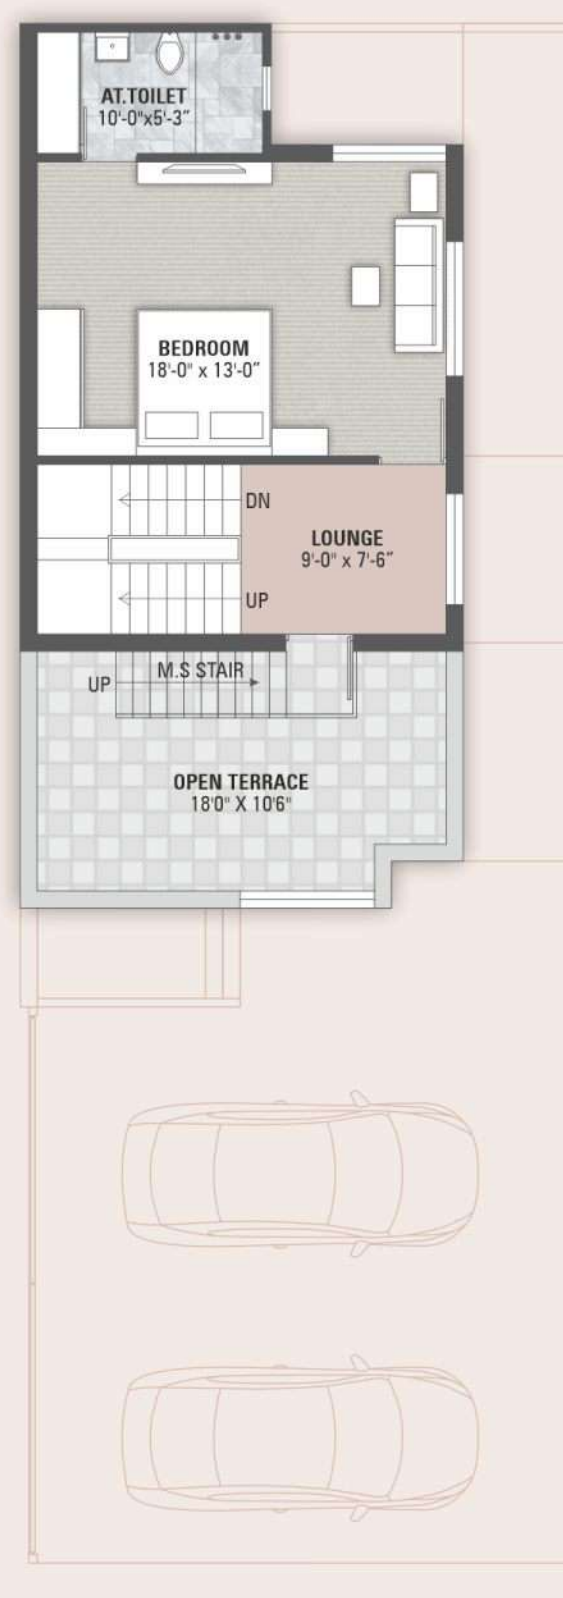 AT.TOILET
10'-0"x5'-3"
BEDROOM
18'-0" x 13'-0"
DN
LOUNGE
9'-0" x 7'-6"
UP
M.S STAIR
UP
OPEN TERRACE
18'0" X 10'6"